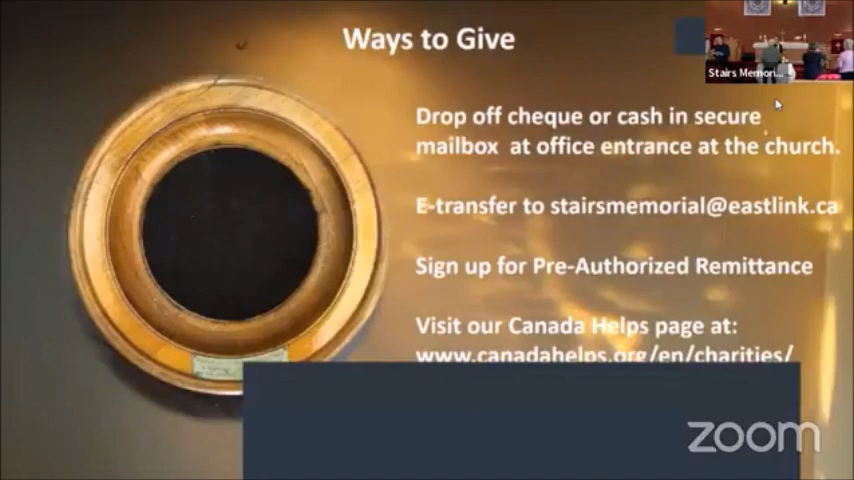 Ways to Give
Stairs Memori...
Drop off cheque or cash in secure
mailbox at office entrance at the church.
E-transfer to stairsmemorial@eastlink.ca
Sign up for Pre-Authorized Remittance
Visit our Canada Helps page at:
www.canadahelps.org/en/charities/
zoom